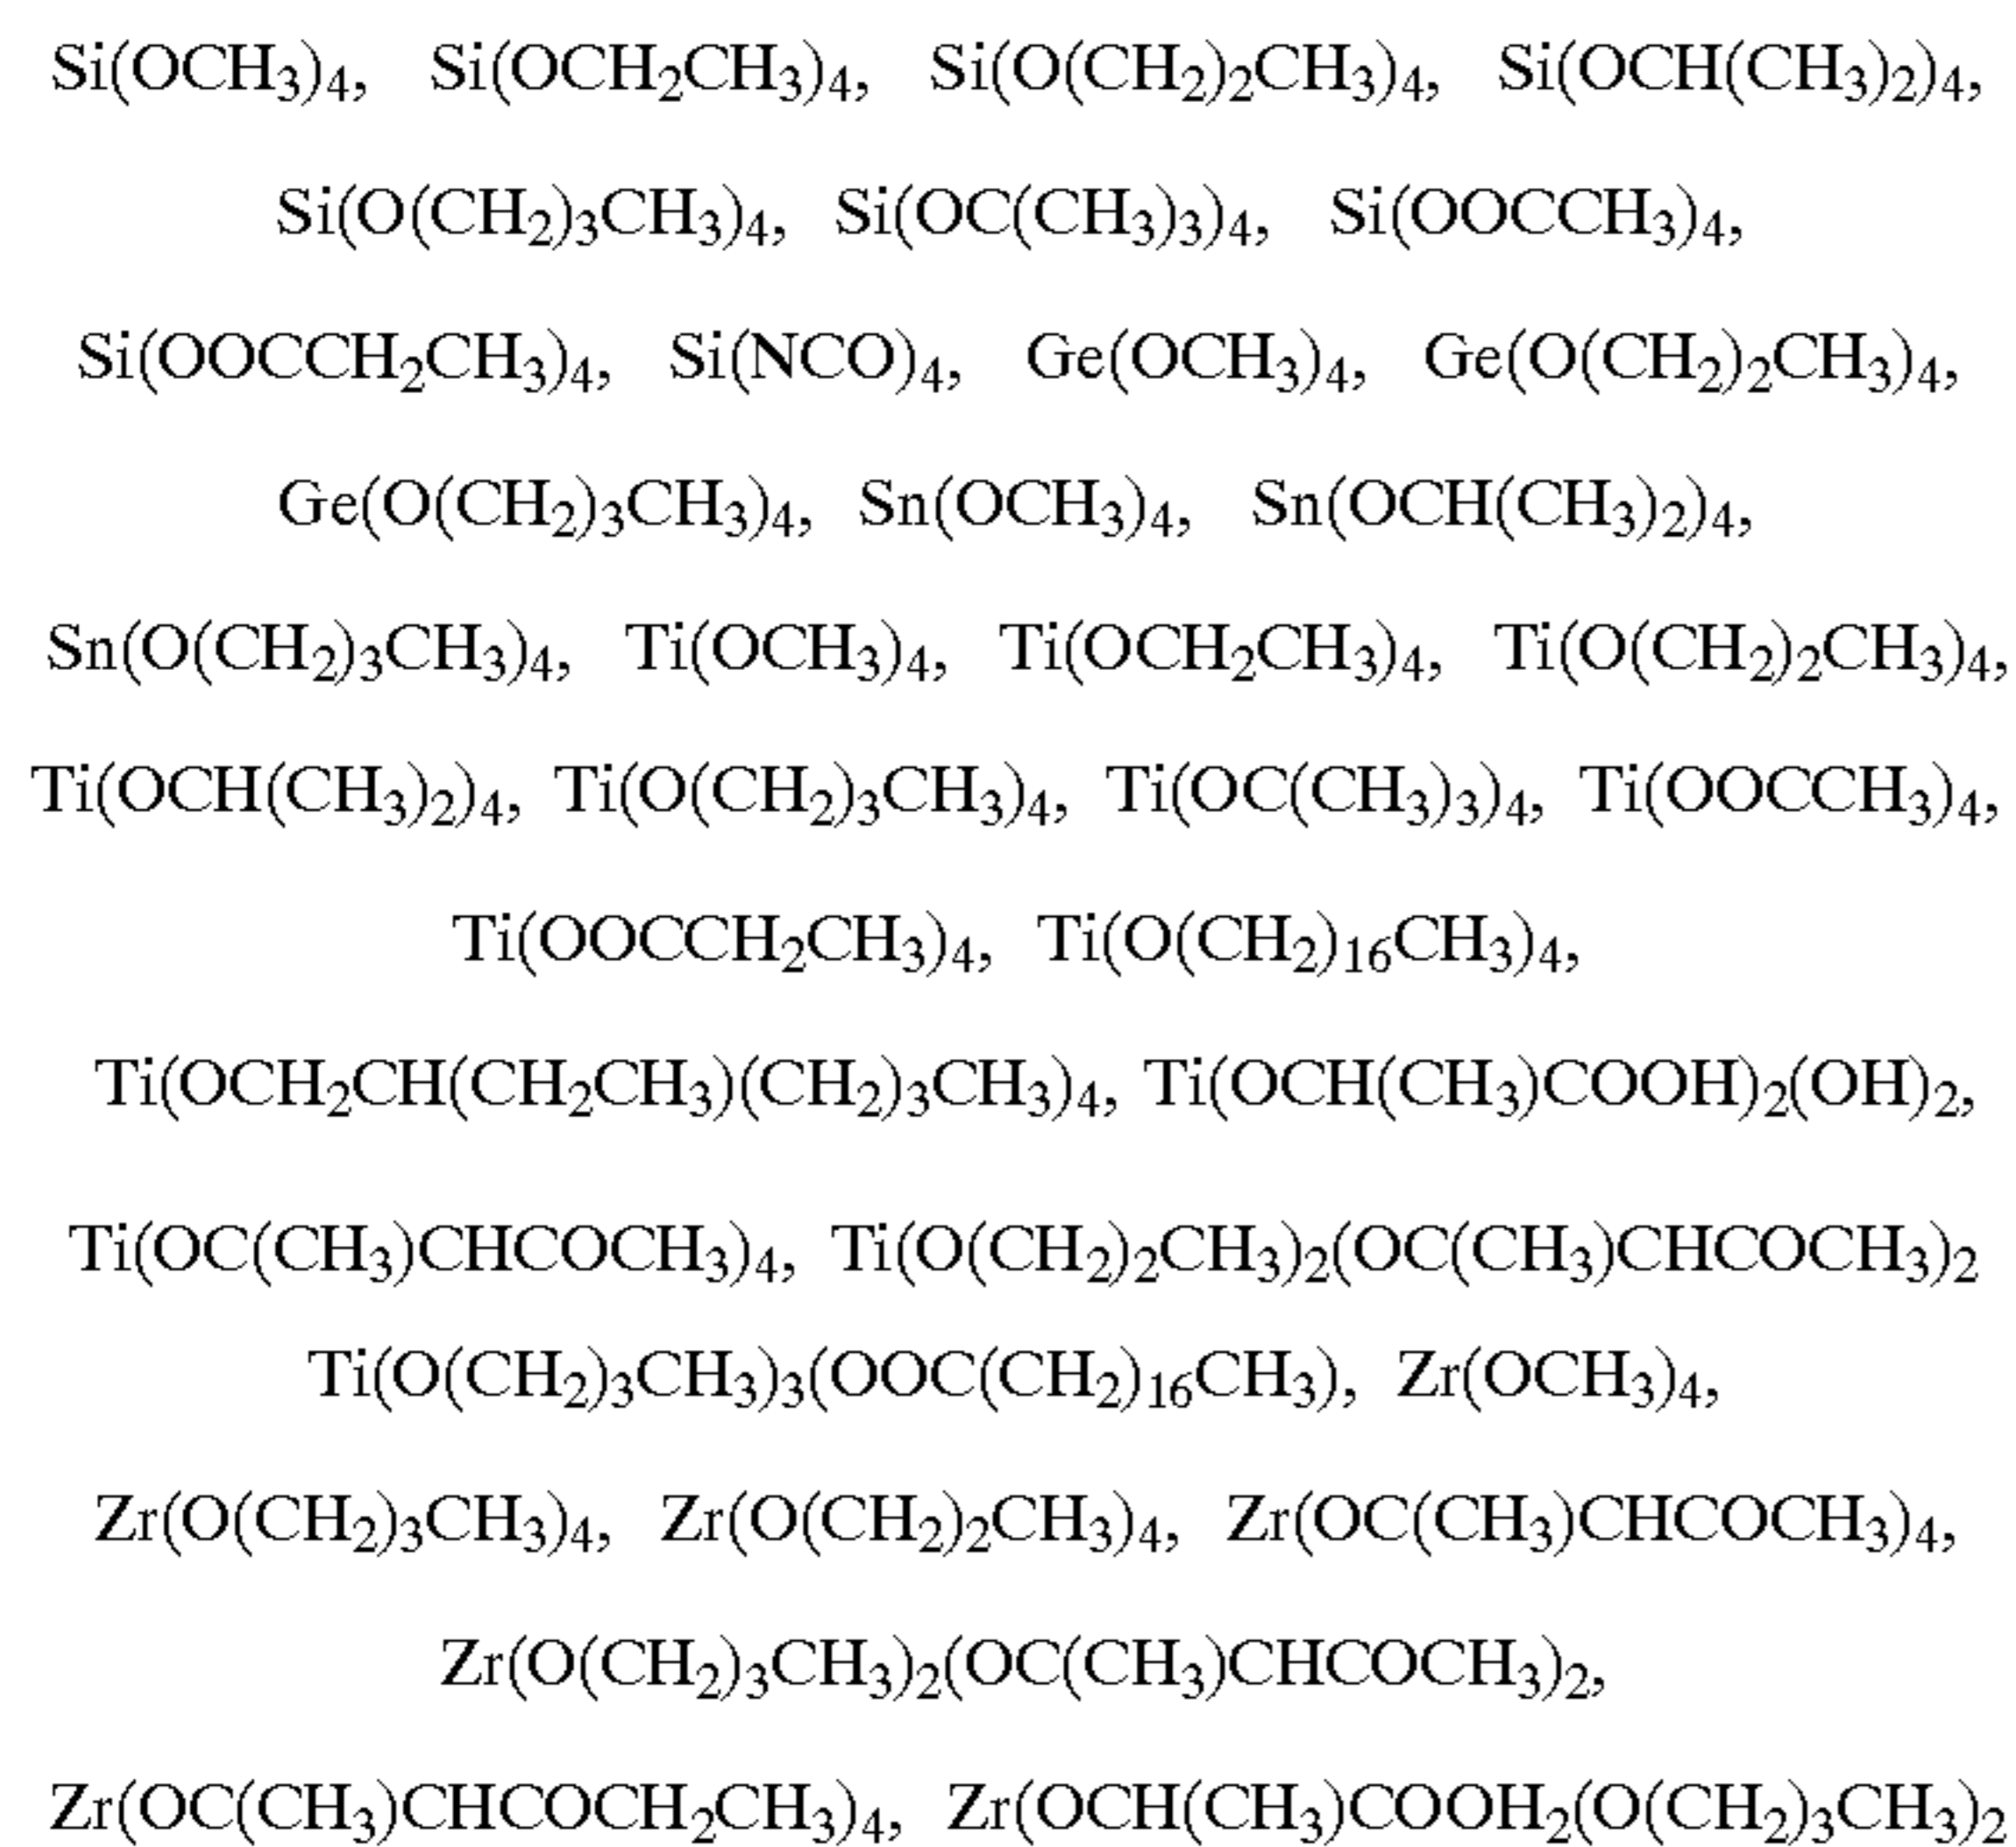 Si(OCH₃)₄, Si(OCH₂CH₃)₄, Si(O(CH₂)₂CH₃)₄, Si(OCH(CH₃)₂)₄,
Si(O(CH₂)₃CH₃)₄, Si(OC(CH₃)₃)₄, Si(OOCCH₃)₄,
Si(OOCCH₂CH₃)₄, Si(NCO)₄, Ge(OCH₃)₄, Ge(O(CH₂)₂CH₃)₄,
Ge(O(CH₂)₃CH₃)₄, Sn(OCH₃)₄, Sn(OCH(CH₃)₂)₄,
Sn(O(CH₂)₃CH₃)₄, Ti(OCH₃)₄, Ti(OCH₂CH₃)₄, Ti(O(CH₂)₂CH₃)₄,
Ti(OCH(CH₃)₂)₄, Ti(O(CH₂)₃CH₃)₄, Ti(OC(CH₃)₃)₄, Ti(OOCCH₃)₄,
Ti(OOCCH₂CH₃)₄, Ti(O(CH₂)₁₆CH₃)₄,
Ti(OCH₂CH(CH₂CH₃)(CH₂)₃CH₃)₄, Ti(OCH(CH₃)COOH)₂(OH)₂,
Ti(OC(CH₃)CHCOCH₃)₄, Ti(O(CH₂)₂CH₃)₂(OC(CH₃)CHCOCH₃)₂
Ti(O(CH₂)₃CH₃)₃(OOC(CH₂)₁₆CH₃), Zr(OCH₃)₄,
Zr(O(CH₂)₃CH₃)₄, Zr(O(CH₂)₂CH₃)₄, Zr(OC(CH₃)CHCOCH₃)₄,
Zr(O(CH₂)₃CH₃)₂(OC(CH₃)CHCOCH₃)₂,
Zr(OC(CH₃)CHCOCH₂CH₃)₄, Zr(OCH(CH₃)COOH₂(O(CH₂)₃CH₃)₂